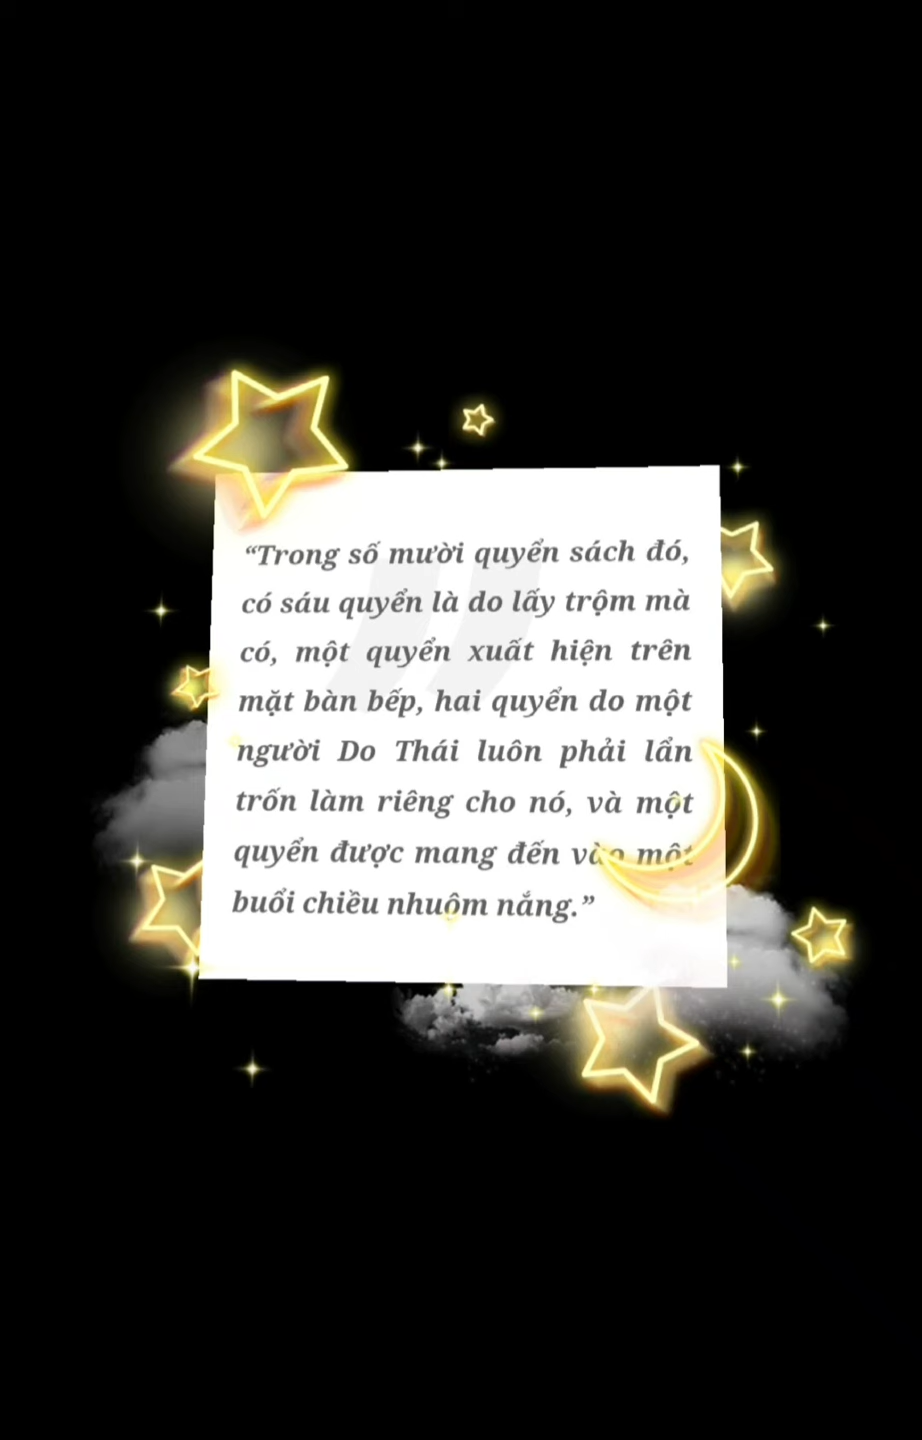 “Trong số mười quyển sách đó,
có sáu quyển là do lấy trộm mà
có, một quyển xuất hiện trên
mặt bàn bếp, hai quyển do một
người Do Thái luôn phải lẩn
trốn làm riêng cho nó, và một
quyển được mang đến vào một
buổi chiều nhuộm nắng.”